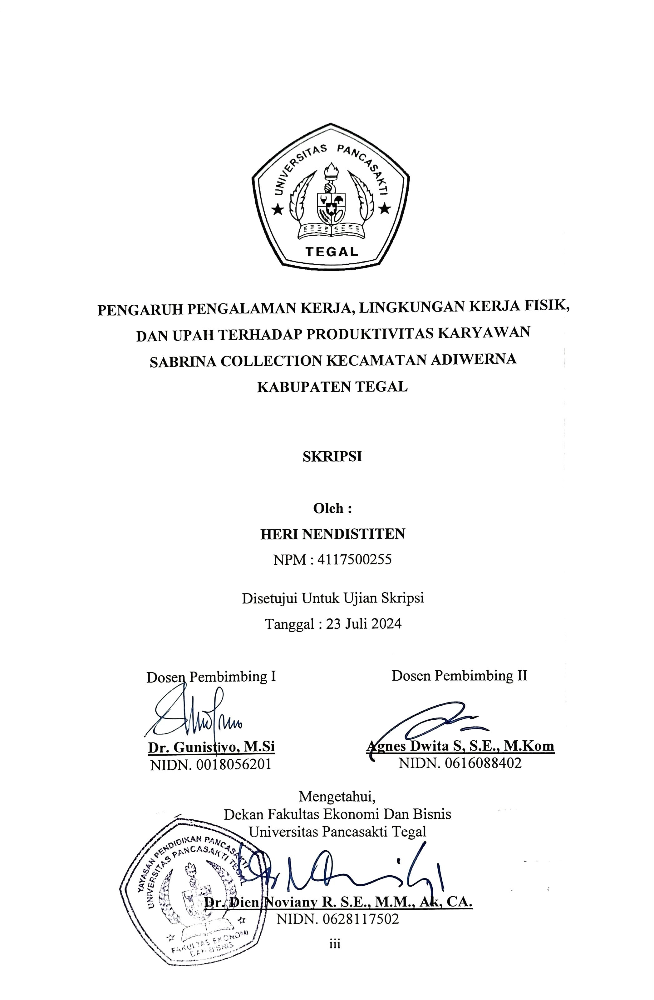 UNIVERSITAS PANCASAKTI
TEGAL
PENGARUH PENGALAMAN KERJA, LINGKUNGAN KERJA FISIK,
DAN UPAH TERHADAP PRODUKTIVITAS KARYAWAN
SABRINA COLLECTION KECAMATAN ADIWERNA
KABUPATEN TEGAL
SKRIPSI
Oleh :
HERI NENDISTITEN
NPM : 4117500255
Disetujui Untuk Ujian Skripsi
Tanggal : 23 Juli 2024
Dosen Pembimbing I
Dosen Pembimbing II
Dr. Gunistiyo, M.Si
Agnes Dwita S, S.E., M.Kom
NIDN. 0018056201
NIDN. 0616088402
Mengetahui,
Dekan Fakultas Ekonomi Dan Bisnis
Universitas Pancasakti Tegal
YAYASAN PENDIDIKAN PANCASAKTI
UNIVERSITAS PANCASAKTI TEGAL
FAKULTAS EKONOMI
DAN BISNIS
Dr. Dien Noviany R. S.E., M.M., Ak, CA.
NIDN. 0628117502
iii